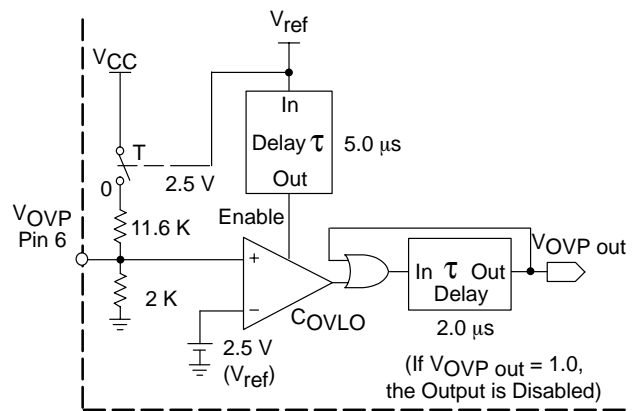 Vref
VCC
In
T
Delay τ
5.0 µs
2.5 V
Out
0
Enable
VOVP
Pin 6
11.6 K
VOVP out
+
In τ Out
Delay
2 K
–
COVLO
2.0 µs
2.5 V
(Vref)
(If VOVP out = 1.0,
the Output is Disabled)